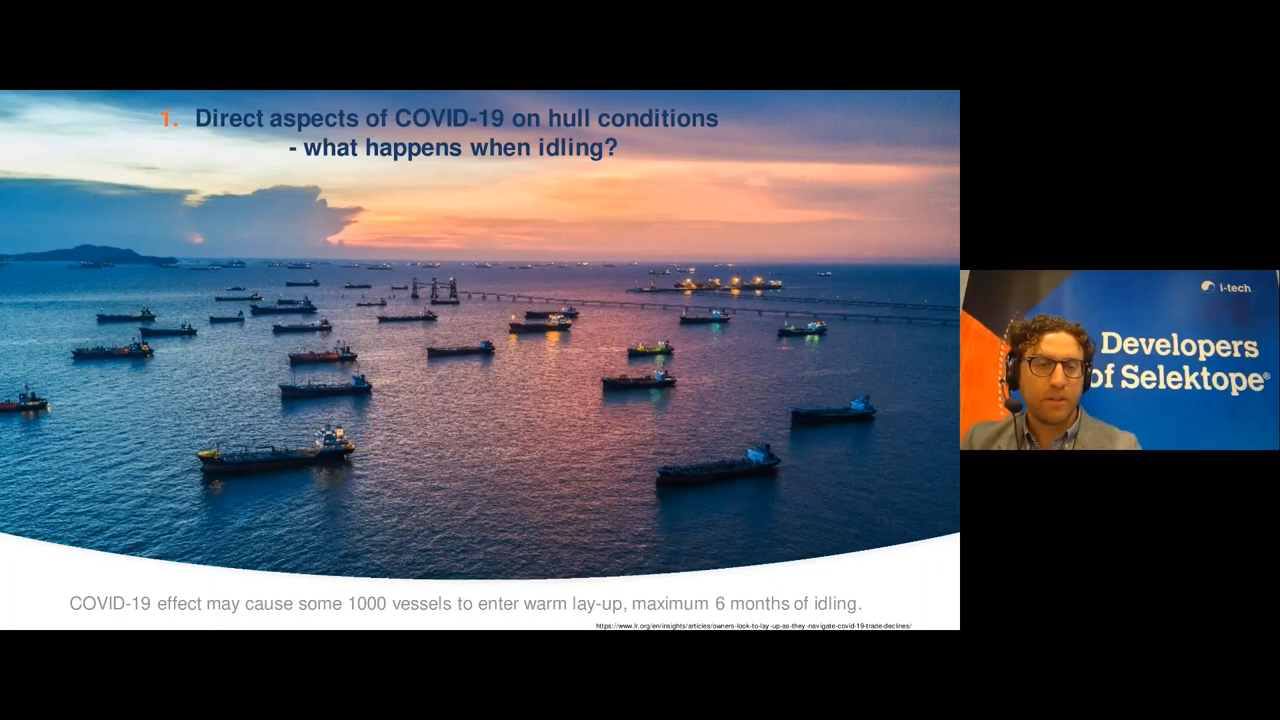 1. Direct aspects of COVID-19 on hull conditions
- what happens when idling?
COVID-19 effect may cause some 1000 vessels to enter warm lay-up, maximum 6 months of idling.
https://www.lr.org/en/insights/articles/owners-look-to-lay-up-as-they-navigate-covid-19-trade-declines/
i-tech
Developers
of Selektope®